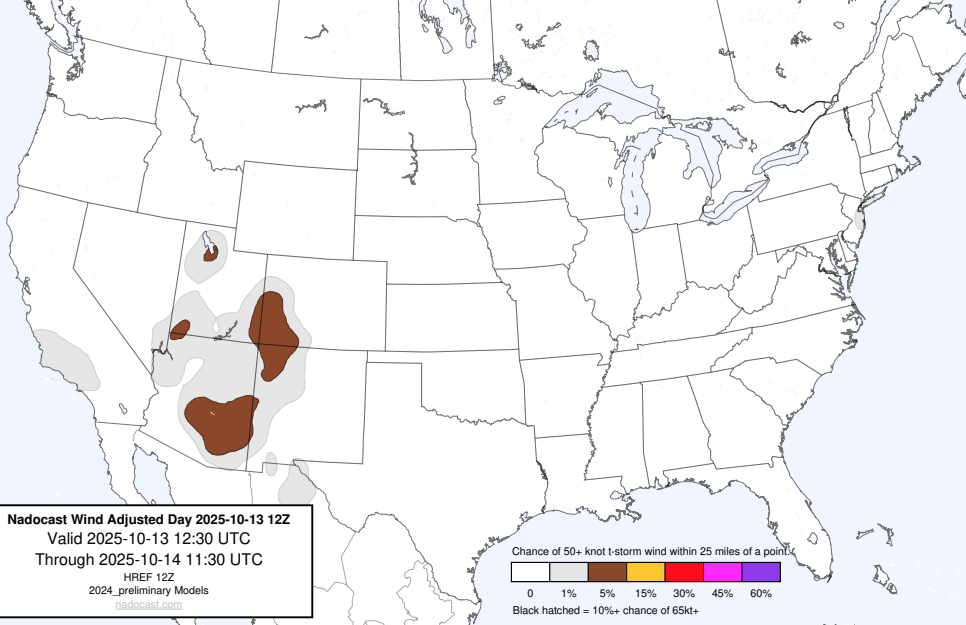 Nadocast Wind Adjusted Day 2025-10-13 12Z
Valid 2025-10-13 12:30 UTC
Through 2025-10-14 11:30 UTC
HREF 12Z
2024_preliminary Models
nadocast.com
Chance of 50+ knot t-storm wind within 25 miles of a point.
0 1% 5% 15% 30% 45% 60%
Black hatched = 10%+ chance of 65kt+